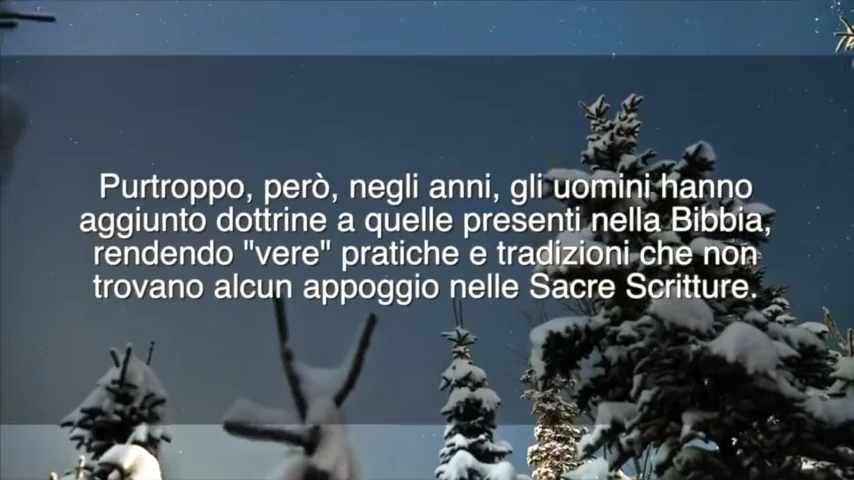 Purtroppo, però, negli anni, gli uomini hanno
aggiunto dottrine a quelle presenti nella Bibbia,
rendendo "vere" pratiche e tradizioni che non
trovano alcun appoggio nelle Sacre Scritture.